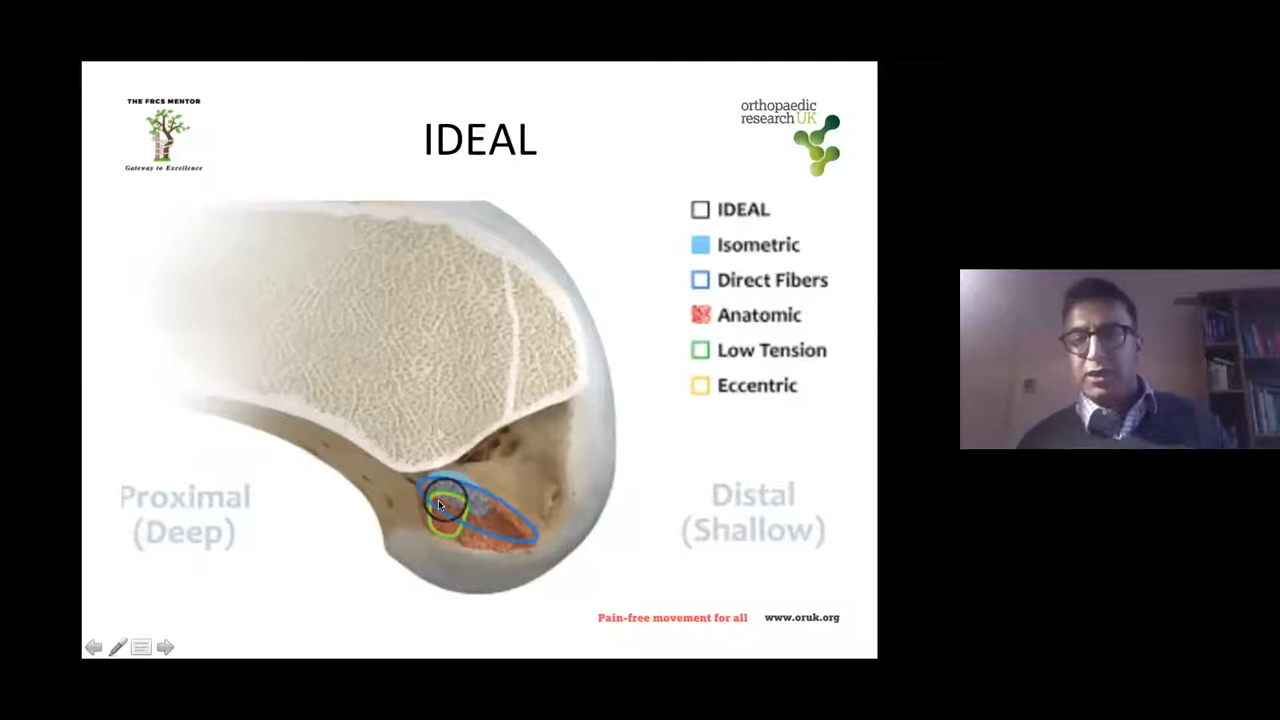 THE FRCS MENTOR
Gateway to Excellence
IDEAL
orthopaedic
research UK
IDEAL
Isometric
Direct Fibers
Anatomic
Low Tension
Eccentric
Proximal
(Deep)
Distal
(Shallow)
Pain-free movement for all www.oruk.org